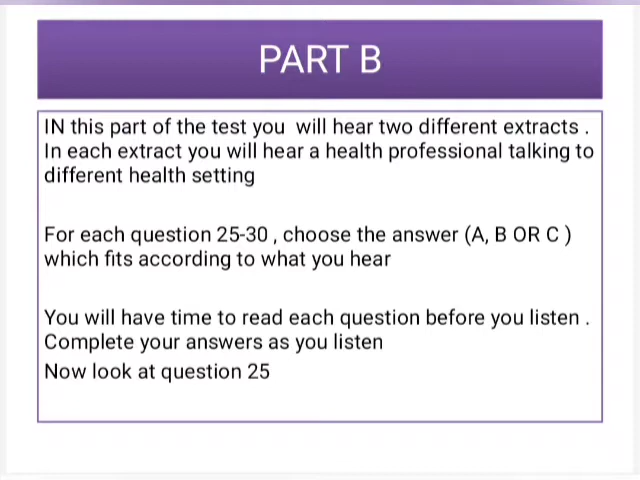 PART B
IN this part of the test you will hear two different extracts .
In each extract you will hear a health professional talking to
different health setting
For each question 25-30 , choose the answer (A, B OR C )
which fits according to what you hear
You will have time to read each question before you listen .
Complete your answers as you listen
Now look at question 25